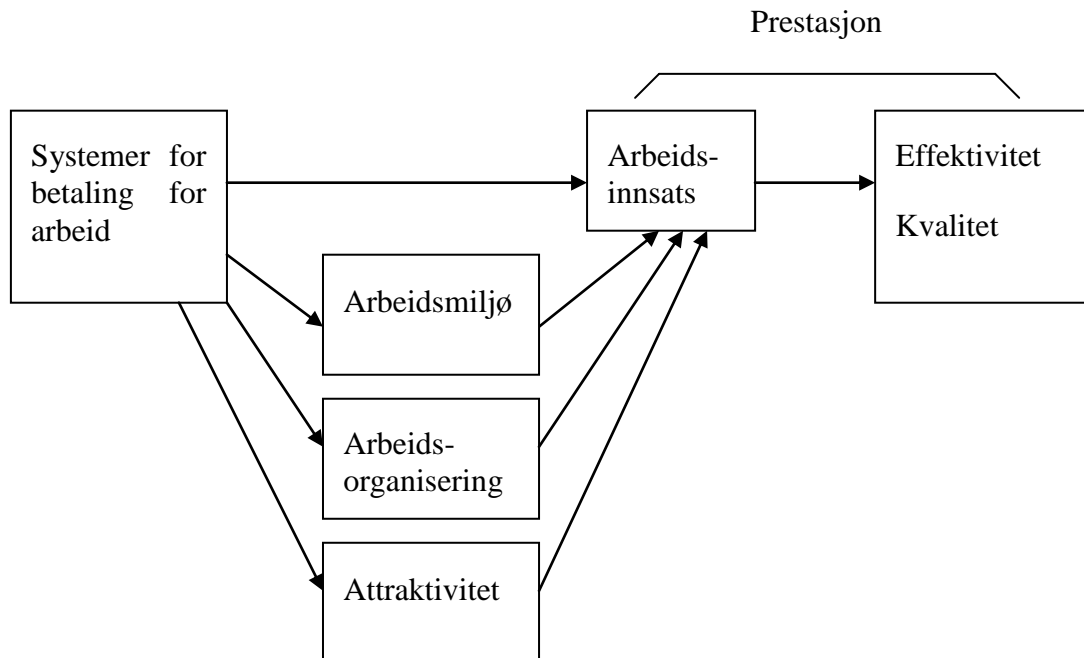 Prestasjon
Systemer for
betaling for
arbeid
Arbeids-
innsats
Effektivitet
Kvalitet
Arbeidsmiljø
Arbeids-
organisering
Attraktivitet